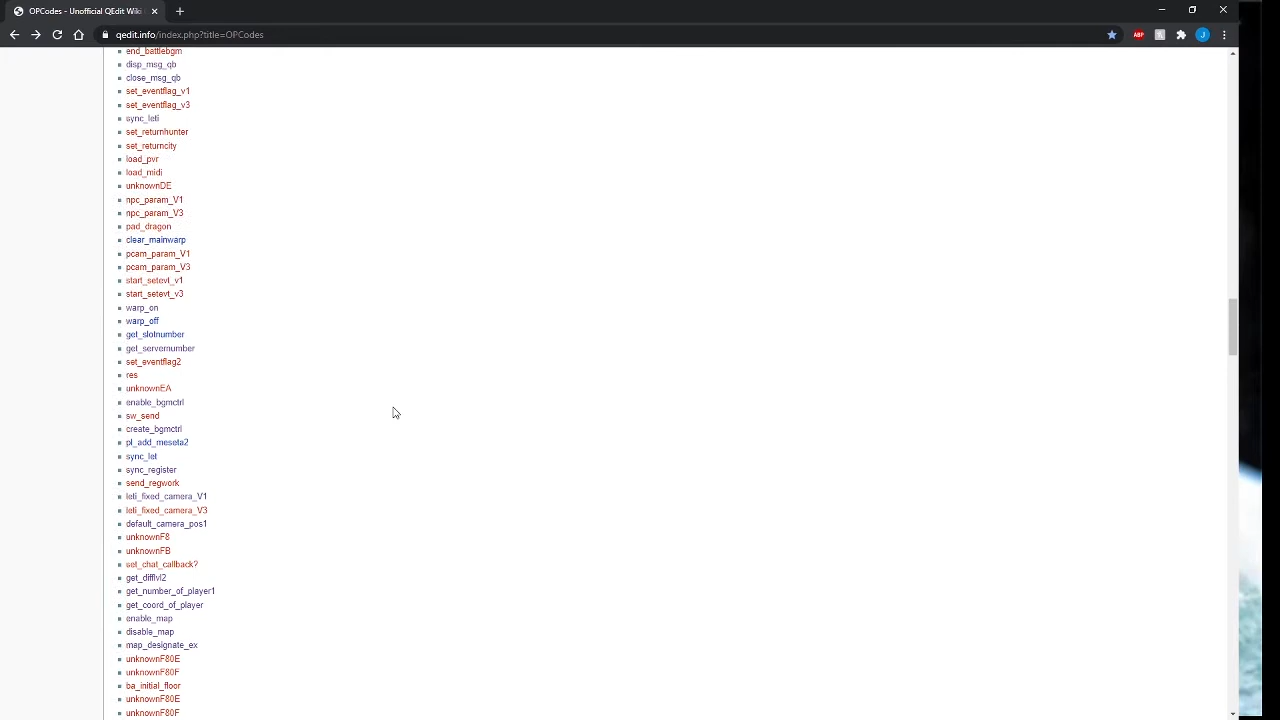 OPCodes - Unofficial QEdit Wiki
qedit.info/index.php?title=OPCodes
ABP
J
end_battlebgm
disp_msg_qb
close_msg_qb
set_eventflag_v1
set_eventflag_v3
sync_leti
set_returnhunter
set_returncity
load_pvr
load_midi
unknownDE
npc_param_V1
npc_param_V3
pad_dragon
clear_mainwarp
pcam_param_V1
pcam_param_V3
start_setevt_v1
start_setevt_v3
warp_on
warp_off
get_slotnumber
get_servernumber
set_eventflag2
res
unknownEA
enable_bgmctrl
sw_send
create_bgmctrl
pl_add_meseta2
sync_let
sync_register
send_regwork
leti_fixed_camera_V1
leti_fixed_camera_V3
default_camera_pos1
unknownF8
unknownFB
set_chat_callback?
get_difflvl2
get_number_of_player1
get_coord_of_player
enable_map
disable_map
map_designate_ex
unknownF80E
unknownF80F
ba_initial_floor
unknownF80E
unknownF80F